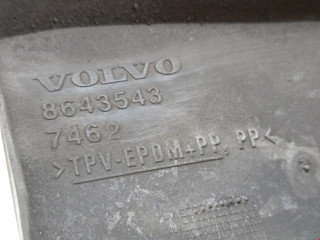 VOLVO
8643543
7462
>TPV-EPDM+PP, PP<